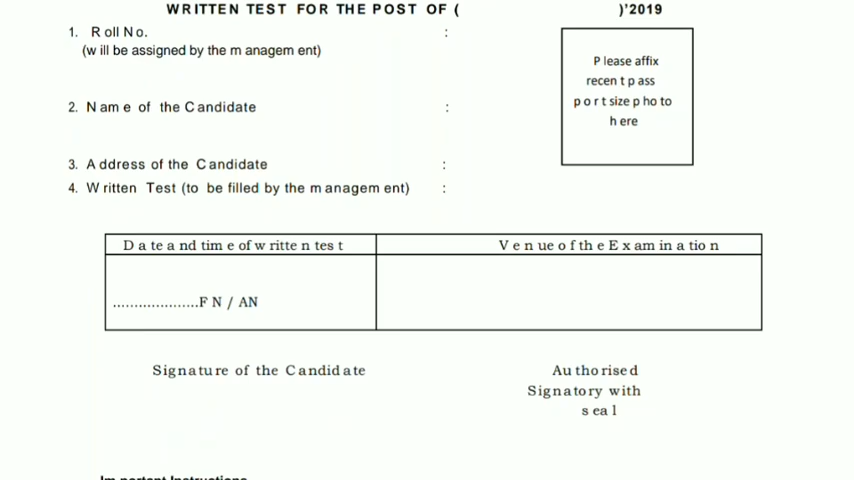 WRITTEN TEST FOR THE POST OF ( )'2019
1. Roll No. :
(will be assigned by the management)
Please affix
recent pass
port size photo
here
2. Name of the Candidate :
3. Address of the Candidate :
4. Written Test (to be filled by the management) :
Date and time of written test Venue of the Examination
....................FN / AN
Signature of the Candidate
Authorised
Signatory with
seal
Important Instructions